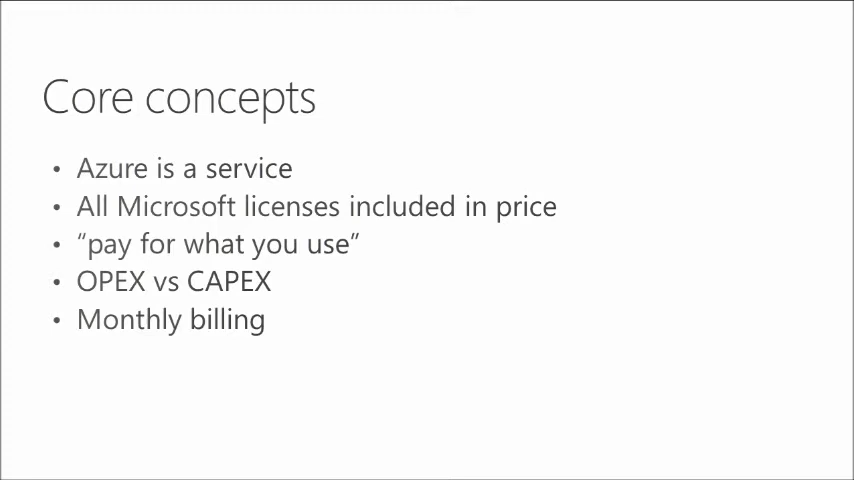 Core concepts
• Azure is a service
• All Microsoft licenses included in price
• “pay for what you use”
• OPEX vs CAPEX
• Monthly billing